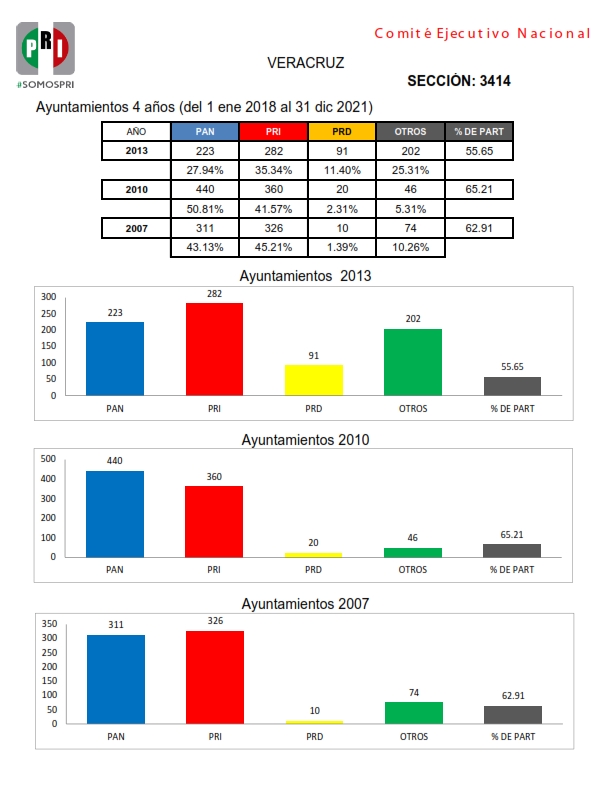 Comité Ejecutivo Nacional
PRI
#SOMOSPRI
VERACRUZ
SECCIÓN: 3414
Ayuntamientos 4 años (del 1 ene 2018 al 31 dic 2021)
AÑO PAN PRI PRD OTROS % DE PART
2013 223 282 91 202 55.65
27.94% 35.34% 11.40% 25.31%
2010 440 360 20 46 65.21
50.81% 41.57% 2.31% 5.31%
2007 311 326 10 74 62.91
43.13% 45.21% 1.39% 10.26%
Ayuntamientos 2013
300
250
200
150
100
50
0
223 282 91 202 55.65
PAN PRI PRD OTROS % DE PART
Ayuntamientos 2010
500
400
300
200
100
0
440 360 20 46 65.21
PAN PRI PRD OTROS % DE PART
Ayuntamientos 2007
350
300
250
200
150
100
50
0
311 326 10 74 62.91
PAN PRI PRD OTROS % DE PART